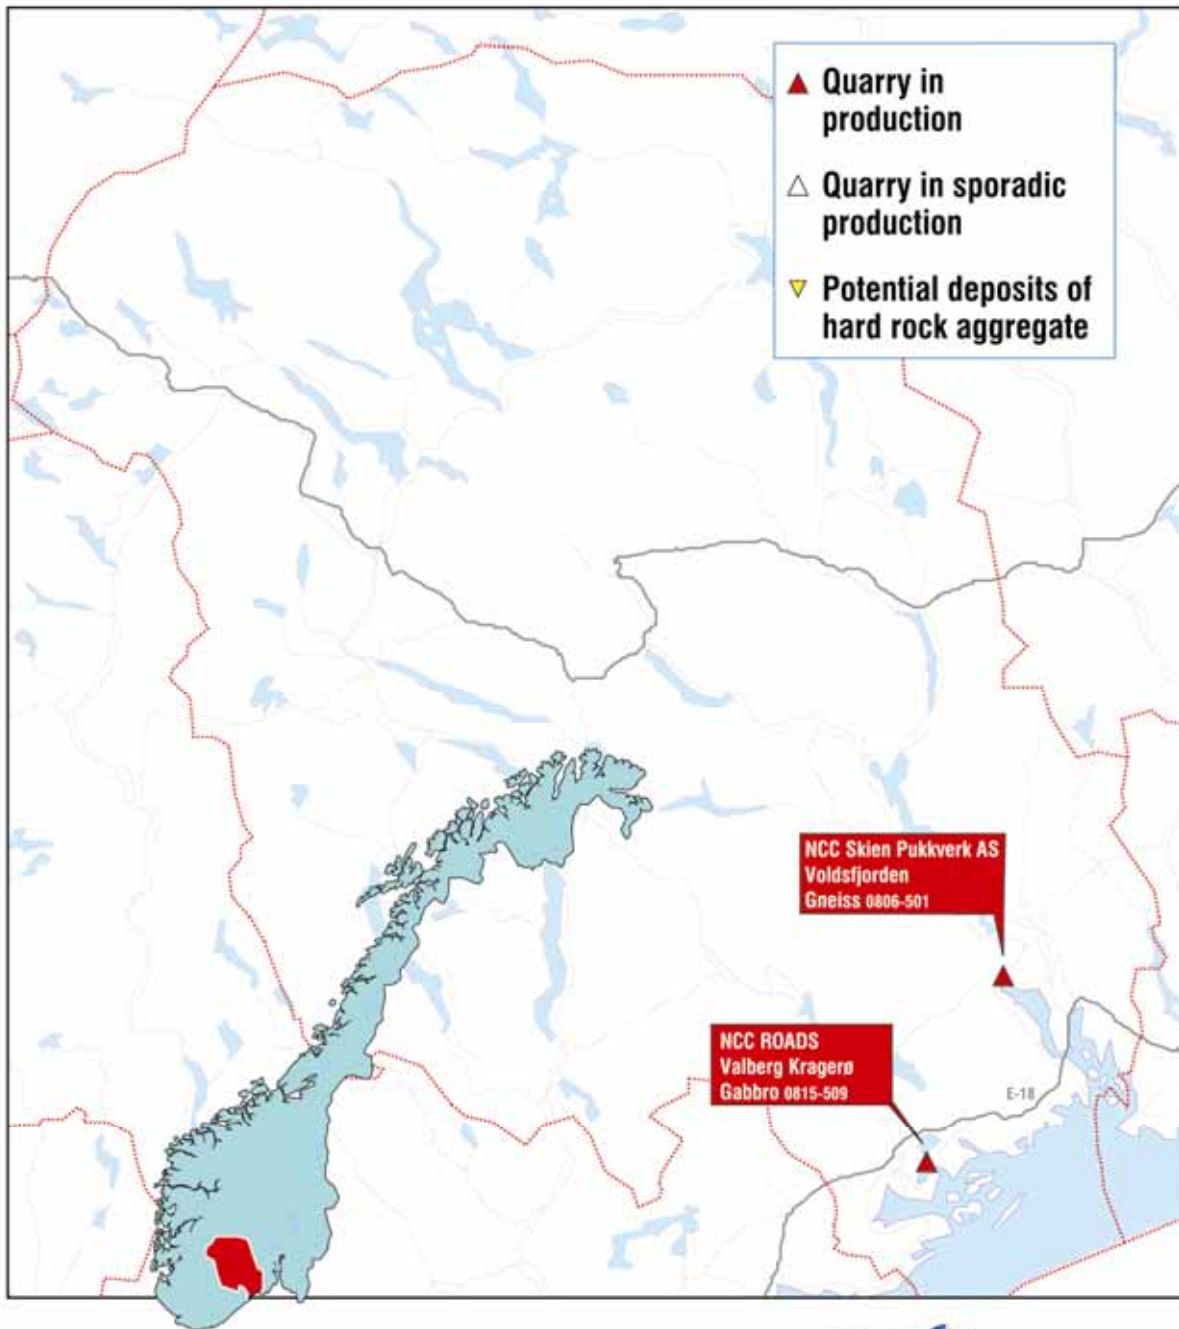 Quarry in
production
Quarry in sporadic
production
Potential deposits of
hard rock aggregate
NCC Skien Pukkverk AS
Voldsfjorden
Gneiss 0806-501
NCC ROADS
Valberg Kragerø
Gabbro 0815-509
E-18